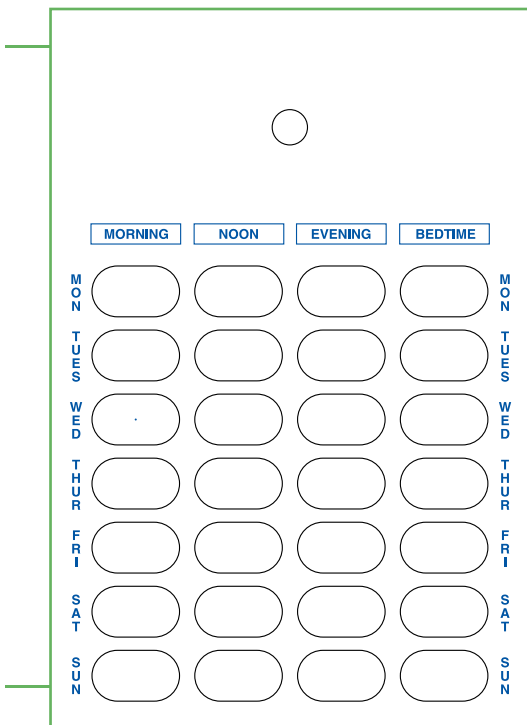 MORNING NOON EVENING BEDTIME
MON MON
TUES TUES
WED WED
THUR THUR
FRI FRI
SAT SAT
SUN SUN